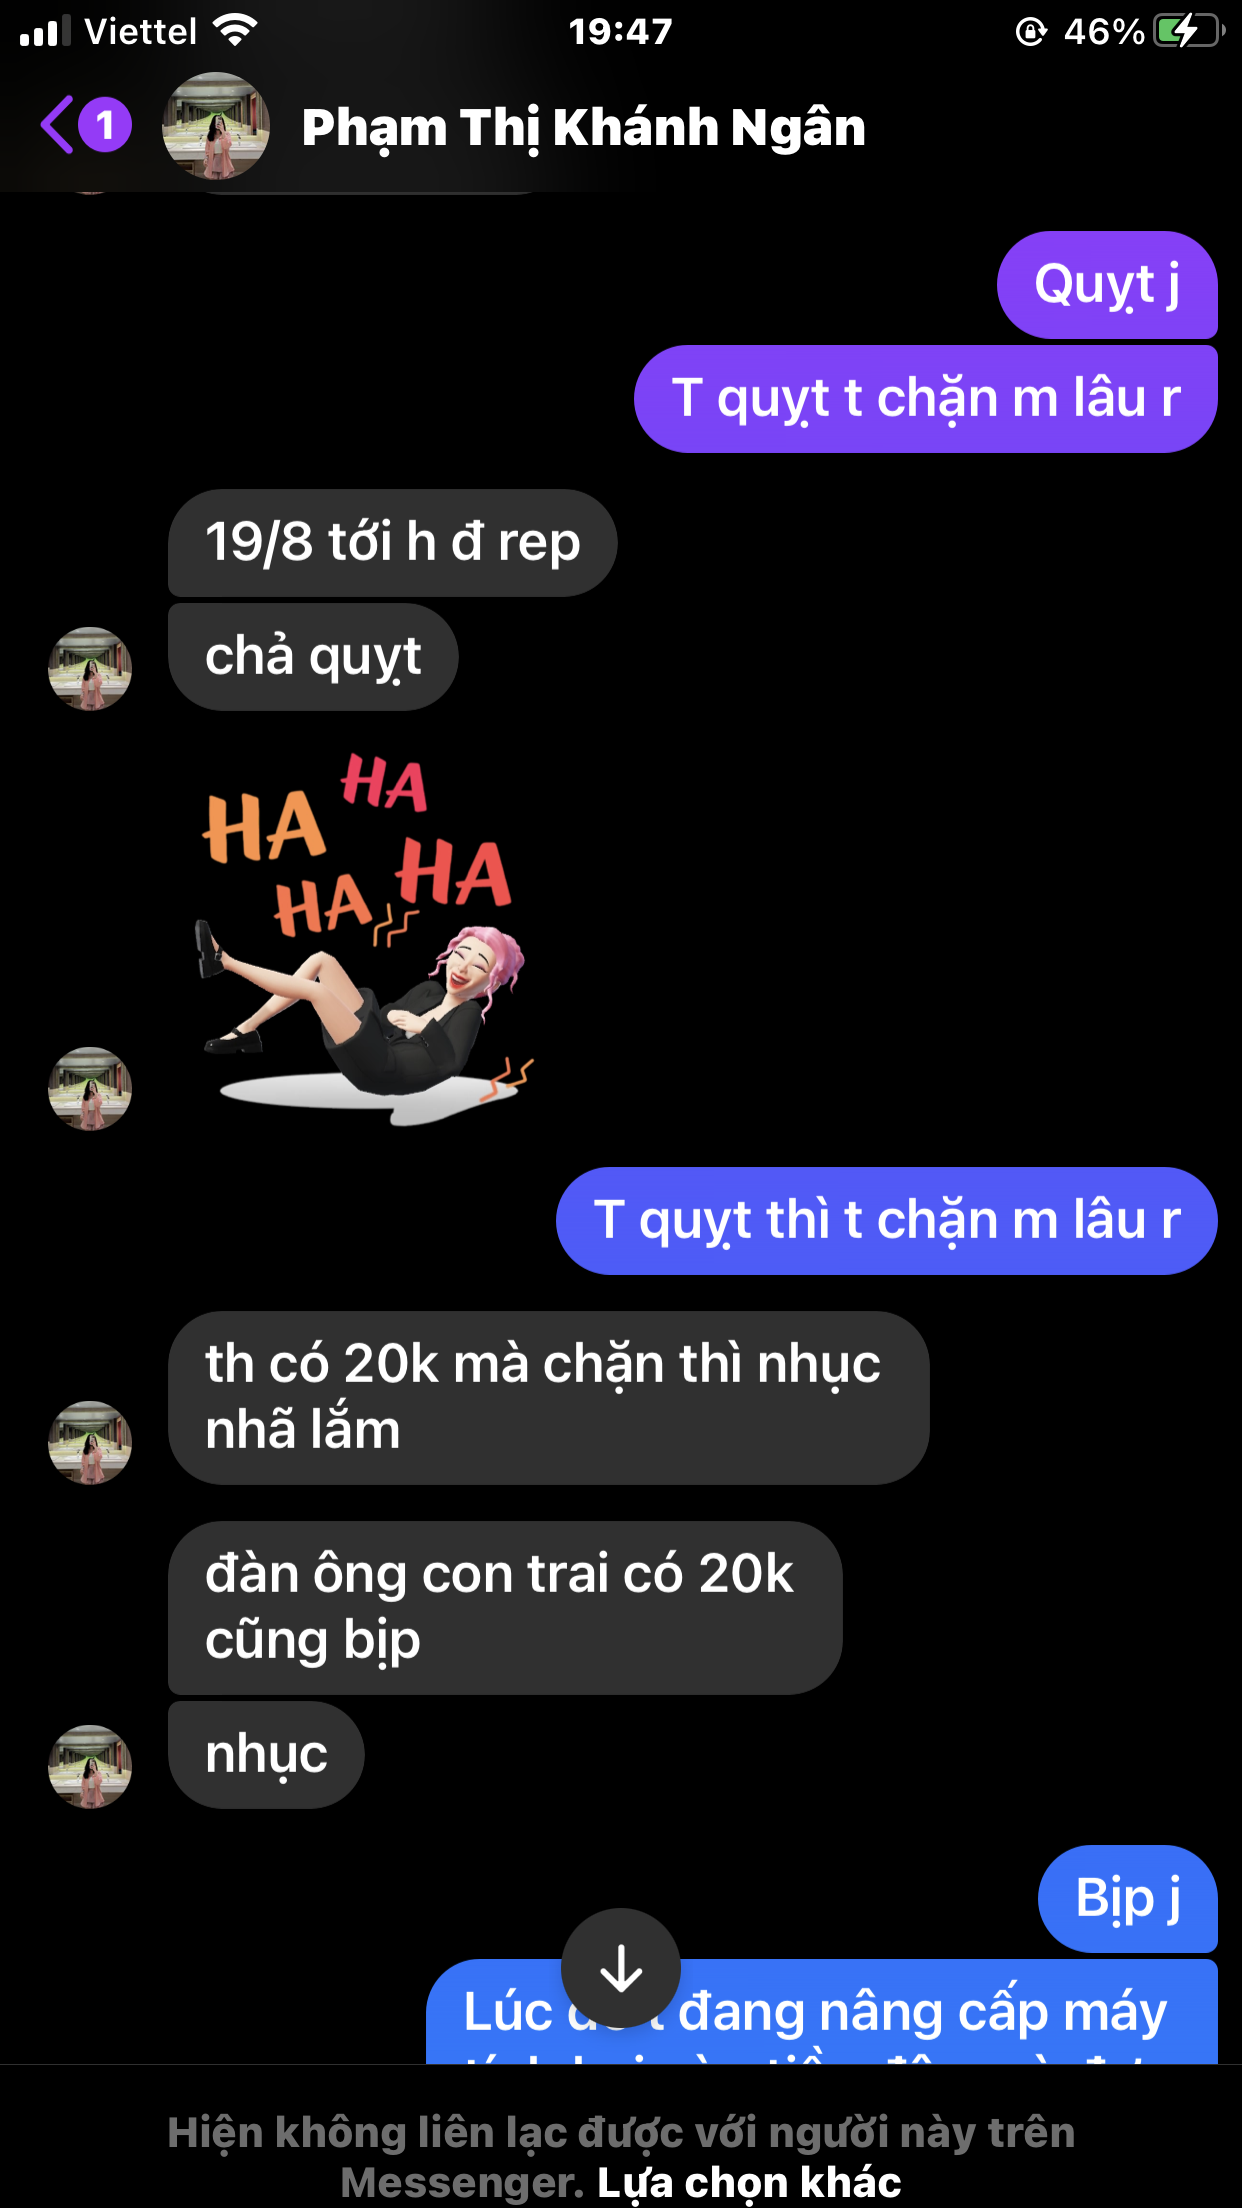 Viettel
19:47
46%
1
Phạm Thị Khánh Ngân
Quỵt j
T quỵt t chặn m lâu r
19/8 tới h đ rep
chả quỵt
HA
HA
HA
HA
T quỵt thì t chặn m lâu r
th có 20k mà chặn thì nhục
nhã lắm
đàn ông con trai có 20k
cũng bịp
nhục
Bịp j
Lúc đang nâng cấp máy
Hiện không liên lạc được với người này trên
Messenger. Lựa chọn khác